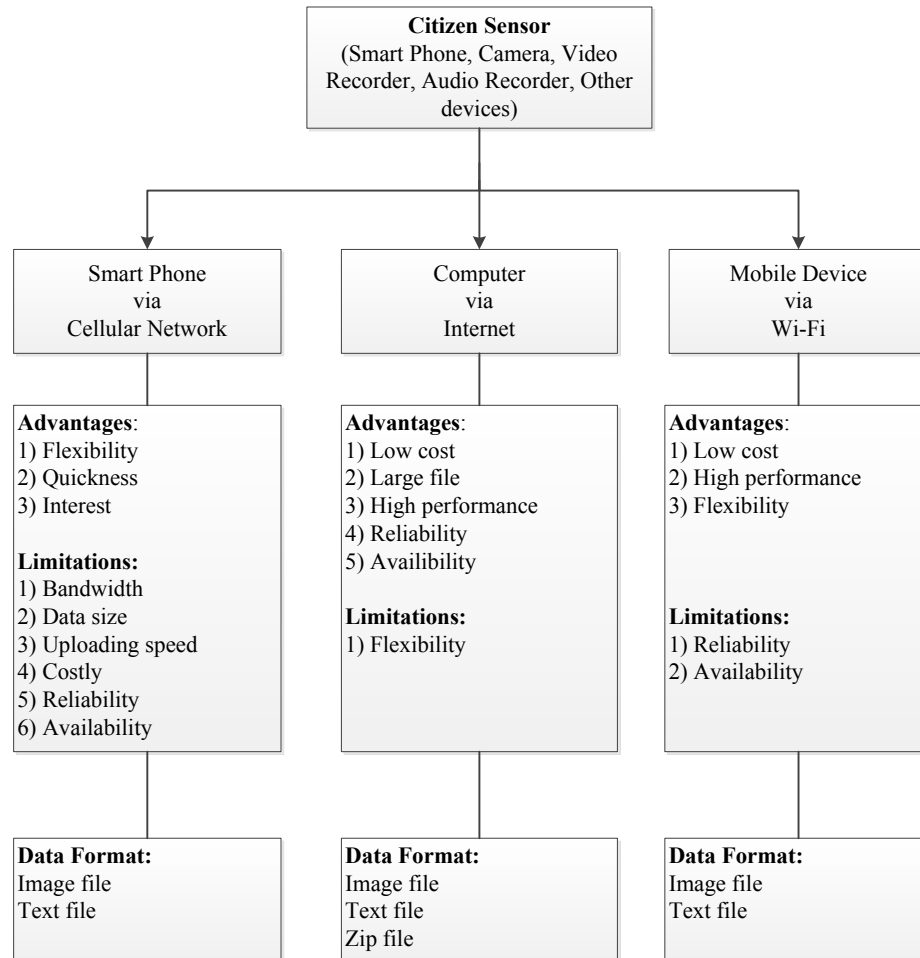 Citizen Sensor
(Smart Phone, Camera, Video
Recorder, Audio Recorder, Other
devices)
Smart Phone
via
Cellular Network
Computer
via
Internet
Mobile Device
via
Wi-Fi
Advantages:
1) Flexibility
2) Quickness
3) Interest
Limitations:
1) Bandwidth
2) Data size
3) Uploading speed
4) Costly
5) Reliability
6) Availability
Advantages:
1) Low cost
2) Large file
3) High performance
4) Reliability
5) Availibility
Limitations:
1) Flexibility
Advantages:
1) Low cost
2) High performance
3) Flexibility
Limitations:
1) Reliability
2) Availability
Data Format:
Image file
Text file
Data Format:
Image file
Text file
Zip file
Data Format:
Image file
Text file